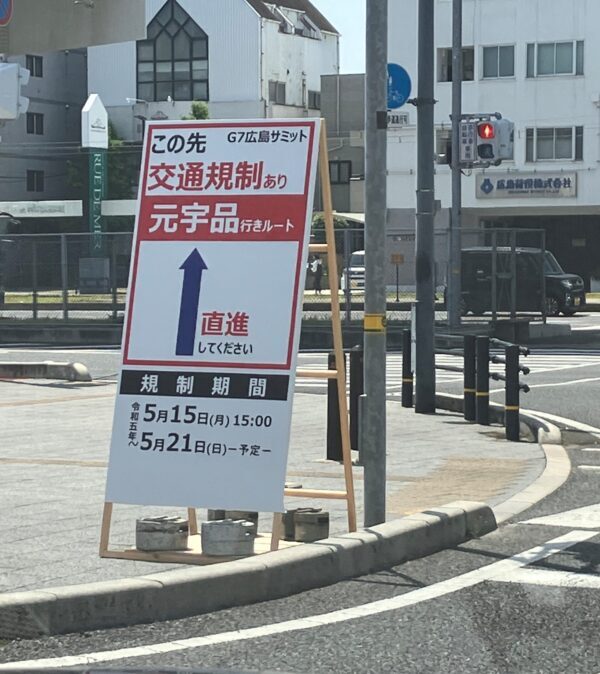 この先 G7広島サミット
交通規制あり
元宇品行きルート
直進
してください
規制期間
令和五年～
5月15日(月) 15:00
5月21日(日)－予定－
RUE DE MER